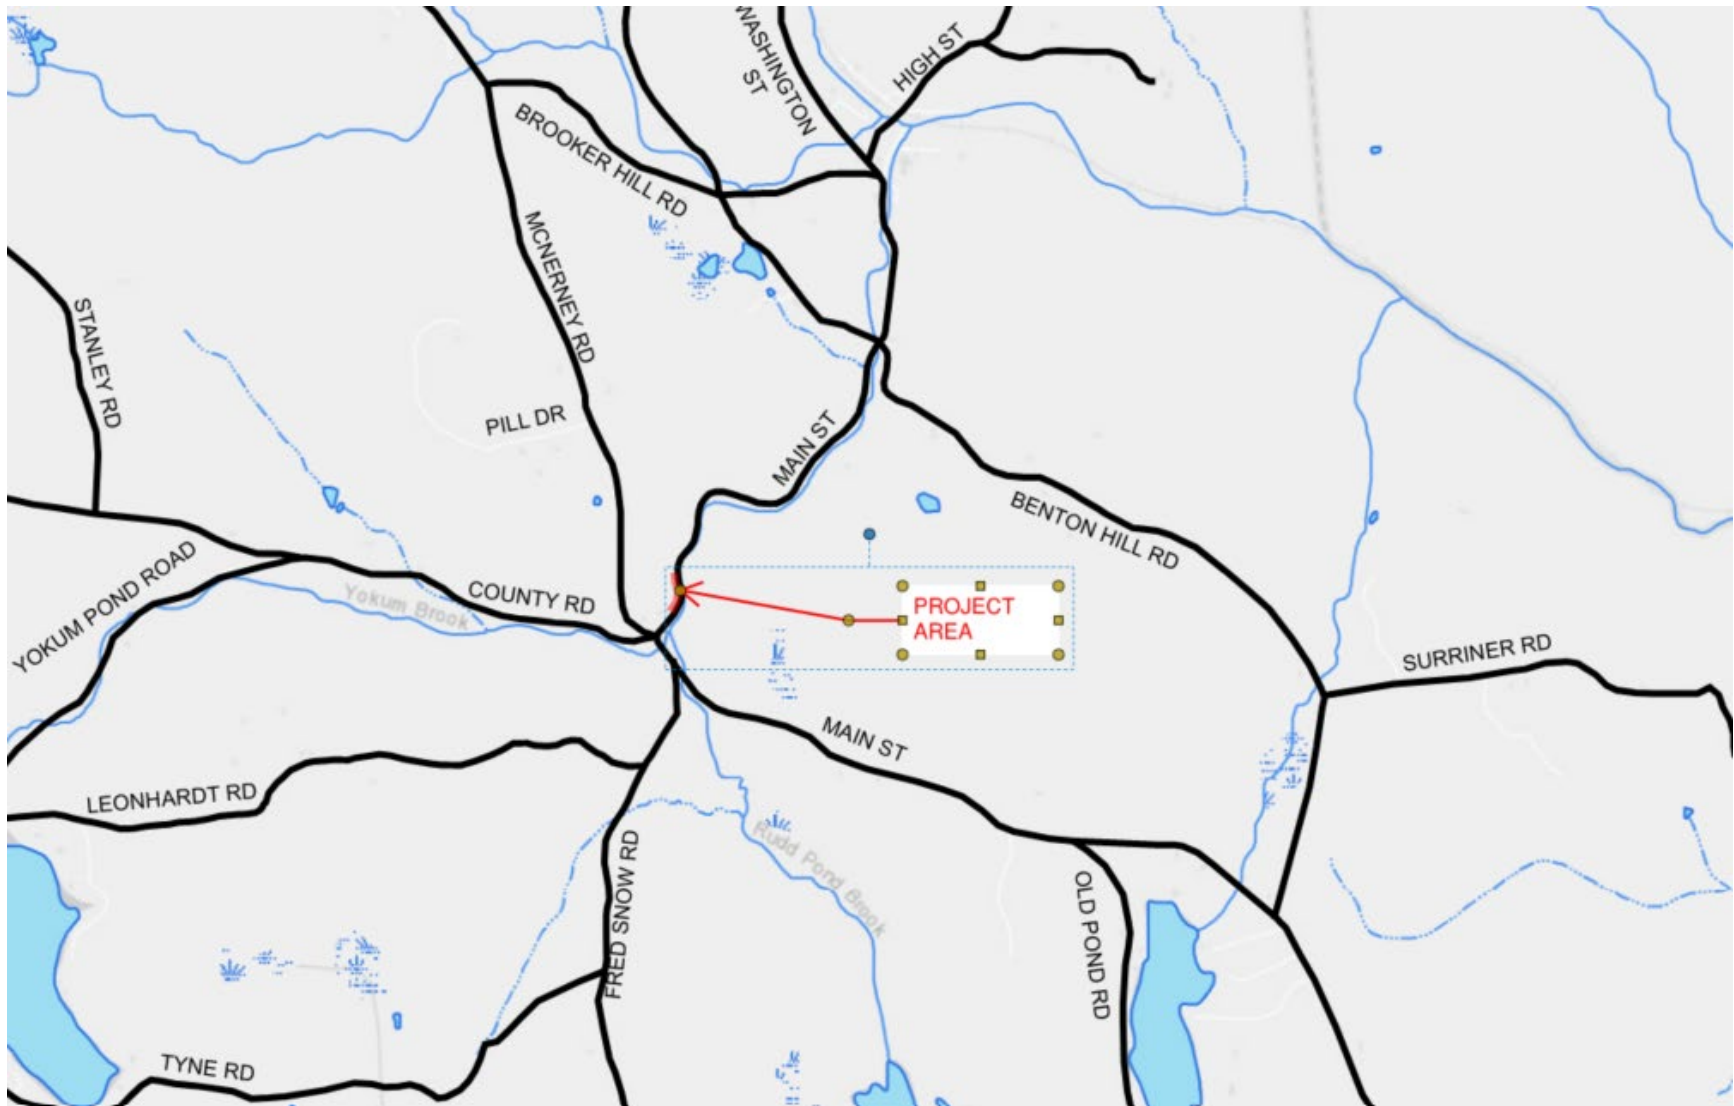 WASHINGTON
ST
HIGH ST
BROOKER HILL RD
MCNERNEY RD
STANLEY RD
PILL DR
MAIN ST
BENTON HILL RD
YOKUM POND ROAD
COUNTY RD
Yokum Brook
PROJECT
AREA
SURRINER RD
MAIN ST
LEONHARDT RD
Rudd Pond Brook
FRED SNOW RD
OLD POND RD
TYNE RD